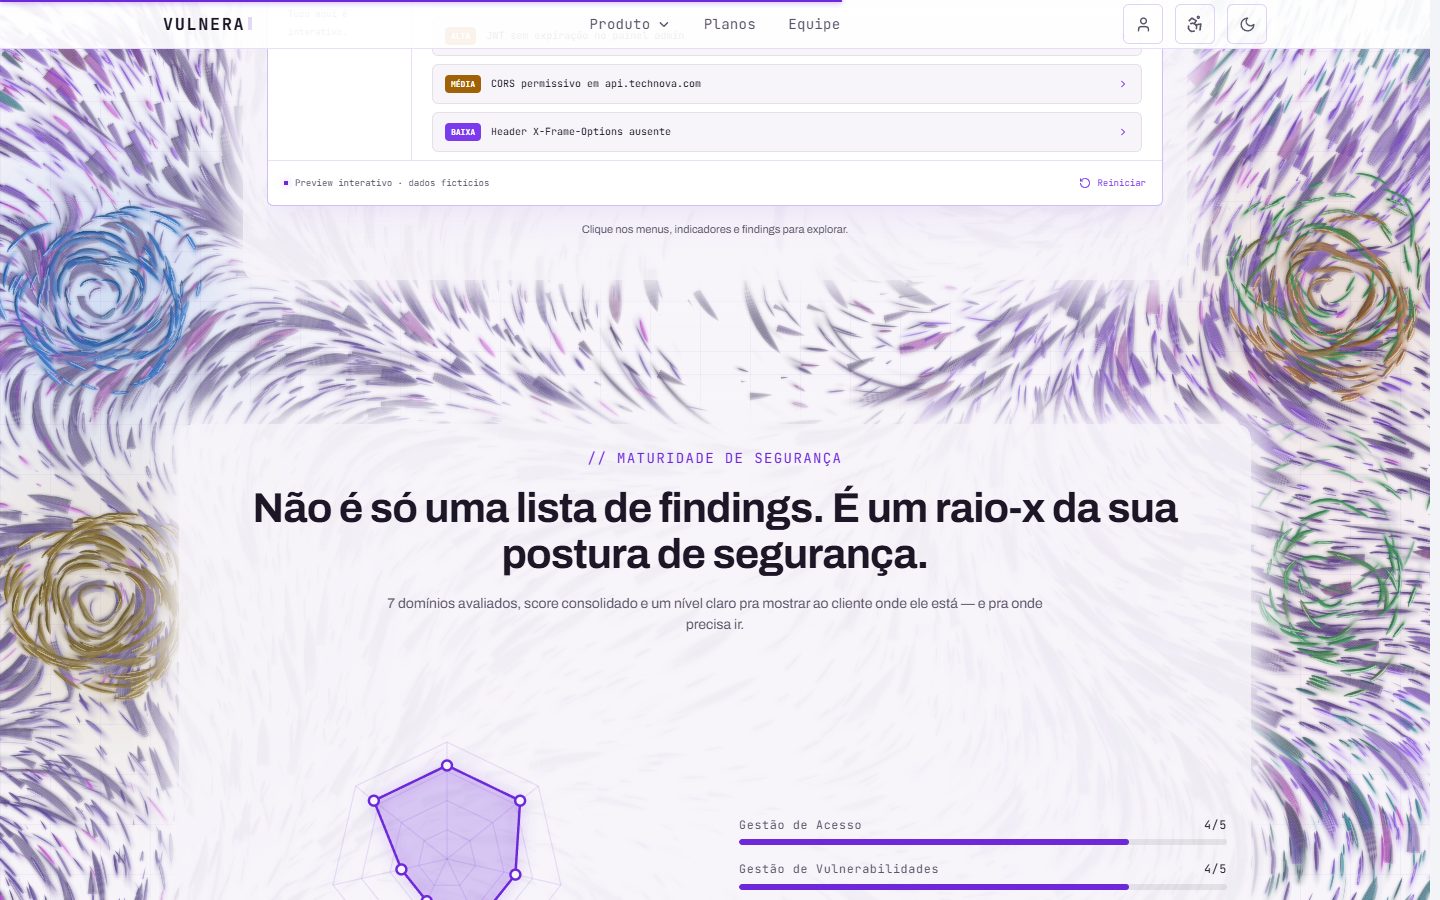 VULNERA
Produto
Planos
Equipe
interativo.
ALTA JWT sem expiração no painel admin
MÉDIA CORS permissivo em api.technova.com
BAIXA Header X-Frame-Options ausente
Preview interativo · dados fictícios
Reiniciar
Clique nos menus, indicadores e findings para explorar.
// MATURIDADE DE SEGURANÇA
Não é só uma lista de findings. É um raio-x da sua
postura de segurança.
7 domínios avaliados, score consolidado e um nível claro pra mostrar ao cliente onde ele está — e pra onde
precisa ir.
Gestão de Acesso 4/5
Gestão de Vulnerabilidades 4/5